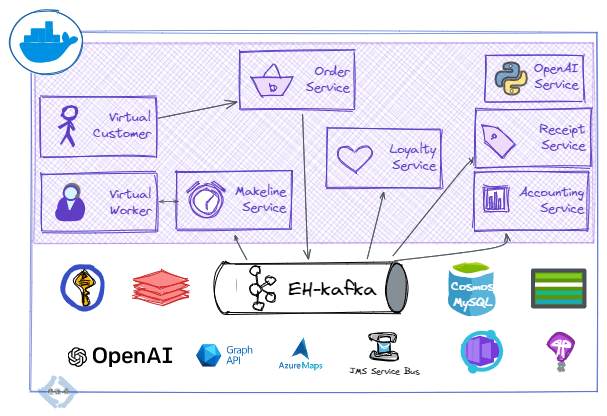 Order
Service
OpenAI
Service
Virtual
Customer
Receipt
Service
Loyalty
Service
Virtual
Worker
Makeline
Service
Accounting
Service
EH-kafka
Cosmos
MySQL
OpenAI
Graph
API
Azure Maps
JMS Service Bus